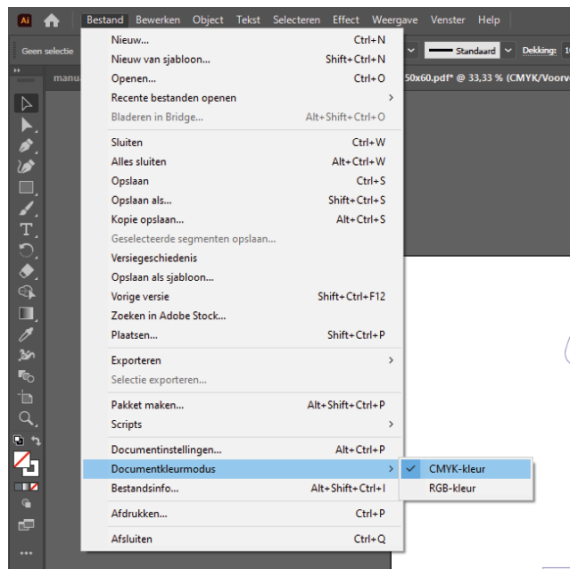 Ai Bestand Bewerken Object Tekst Selecteren Effect Weergave Venster Help
Geen selectie Standaard Dekking:
50x60.pdf* @ 33,33 % (CMYK/Voorv
Nieuw... Ctrl+N
Nieuw van sjabloon... Shift+Ctrl+N
Openen... Ctrl+O
Recente bestanden openen >
Bladeren in Bridge... Alt+Shift+Ctrl+O
Sluiten Ctrl+W
Alles sluiten Alt+Ctrl+W
Opslaan Ctrl+S
Opslaan als... Shift+Ctrl+S
Kopie opslaan... Alt+Ctrl+S
Geselecteerde segmenten opslaan...
Versiegeschiedenis
Opslaan als sjabloon...
Vorige versie Shift+Ctrl+F12
Zoeken in Adobe Stock...
Plaatsen... Shift+Ctrl+P
Exporteren >
Selectie exporteren...
Pakket maken... Alt+Shift+Ctrl+P
Scripts >
Documentinstellingen... Alt+Ctrl+P
Documentkleurmodus > ✓ CMYK-kleur
Bestandsinfo... Alt+Shift+Ctrl+I RGB-kleur
Afdrukken... Ctrl+P
Afsluiten Ctrl+Q